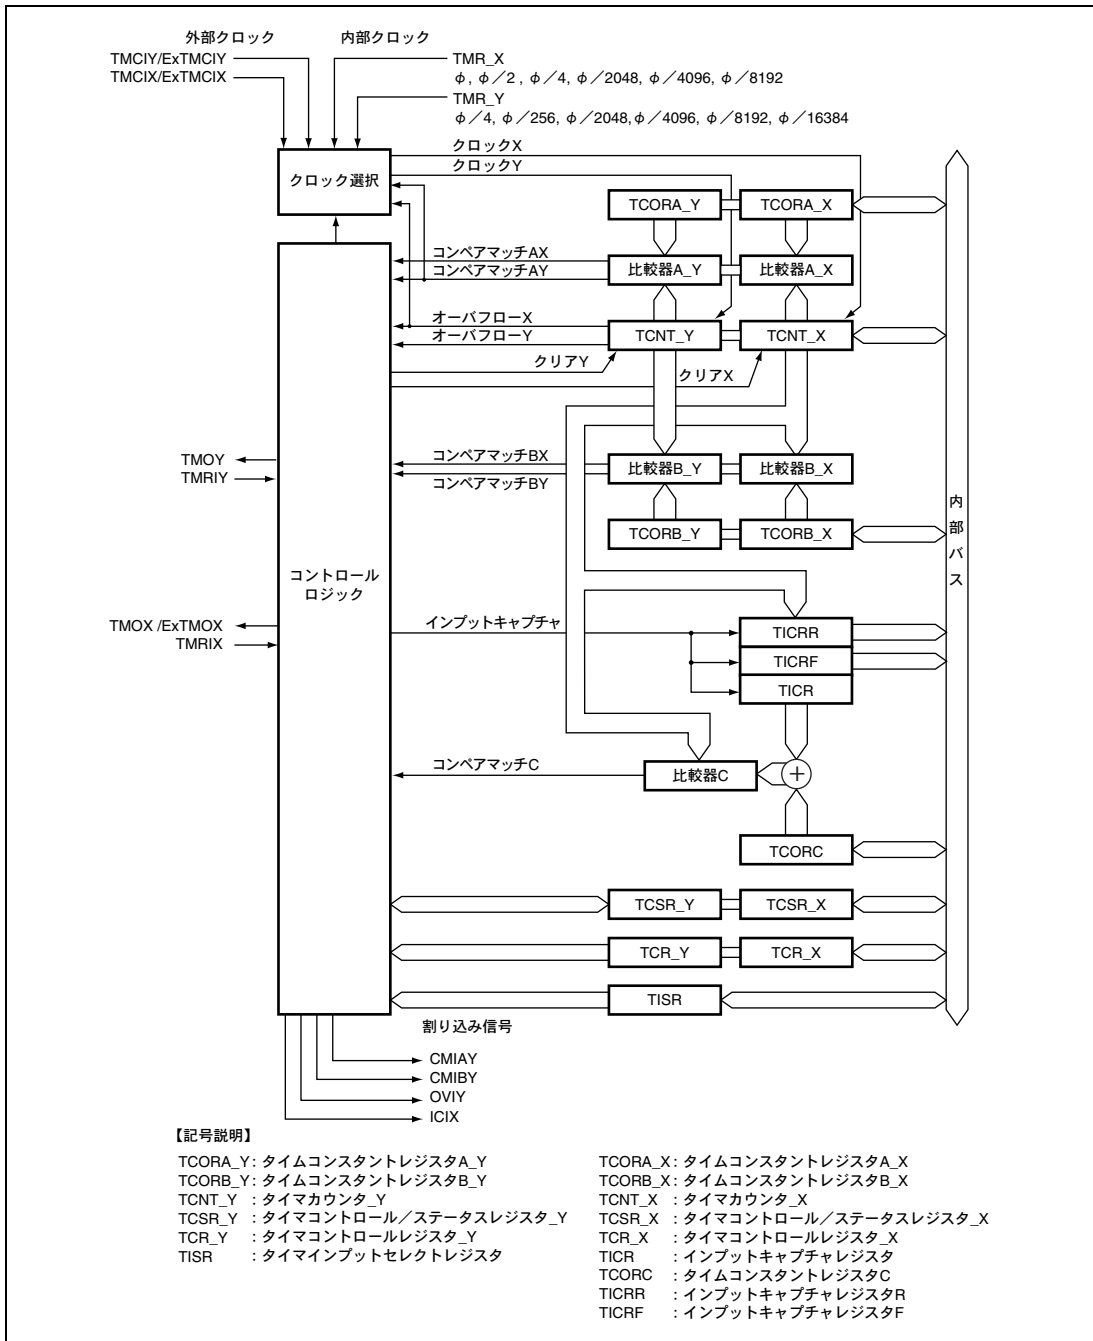 外部クロック
内部クロック
TMCIY/ExTMCIY
TMCIX/ExTMCIX
TMR_X
φ, φ／2 , φ／4, φ／2048, φ／4096, φ／8192
TMR_Y
φ／4, φ／256, φ／2048,φ／4096, φ／8192, φ／16384
クロックX
クロックY
クロック選択
TCORA_Y
TCORA_X
コンペアマッチAX
コンペアマッチAY
比較器A_Y
比較器A_X
オーバフローX
オーバフローY
TCNT_Y
TCNT_X
クリアY
クリアX
TMOY
TMRIY
コンペアマッチBX
コンペアマッチBY
比較器B_Y
比較器B_X
TCORB_Y
TCORB_X
内部バス
コントロール
ロジック
TMOX /ExTMOX
TMRIX
インプットキャプチャ
TICRR
TICRF
TICR
コンペアマッチC
比較器C
+
TCORC
TCSR_Y
TCSR_X
TCR_Y
TCR_X
TISR
割り込み信号
CMIAY
CMIBY
OVIY
ICIX
【記号説明】
TCORA_Y : タイムコンスタントレジスタA_Y
TCORB_Y : タイムコンスタントレジスタB_Y
TCNT_Y : タイマカウンタ_Y
TCSR_Y : タイマコントロール／ステータスレジスタ_Y
TCR_Y : タイマコントロールレジスタ_Y
TISR : タイマインプットセレクトレジスタ
TCORA_X : タイムコンスタントレジスタA_X
TCORB_X : タイムコンスタントレジスタB_X
TCNT_X : タイマカウンタ_X
TCSR_X : タイマコントロール／ステータスレジスタ_X
TCR_X : タイマコントロールレジスタ_X
TICR : インプットキャプチャレジスタ
TCORC : タイムコンスタントレジスタC
TICRR : インプットキャプチャレジスタR
TICRF : インプットキャプチャレジスタF